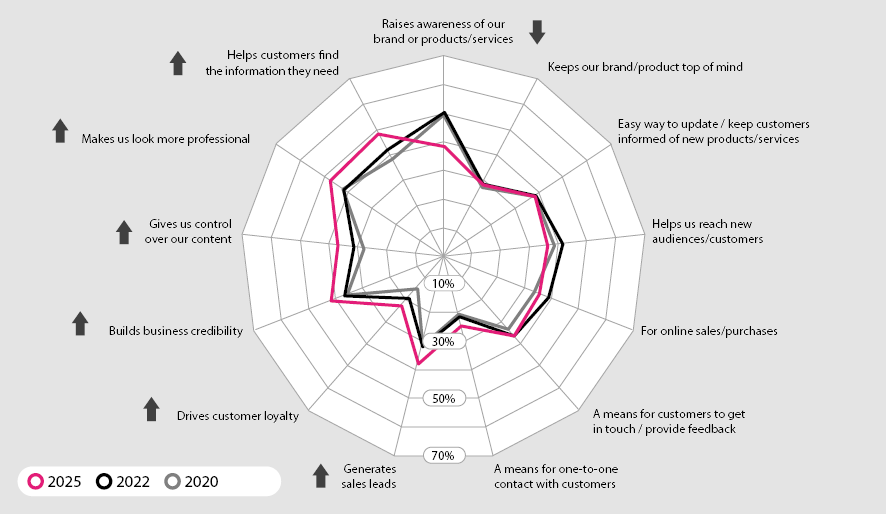 Raises awareness of our
brand or products/services
Helps customers find
the information they need
Keeps our brand/product top of mind
Makes us look more professional
Easy way to update / keep customers
informed of new products/services
Gives us control
over our content
Helps us reach new
audiences/customers
10%
Builds business credibility
For online sales/purchases
30%
50%
Drives customer loyalty
A means for customers to get
in touch / provide feedback
70%
Generates
sales leads
A means for one-to-one
contact with customers
2025
2022
2020